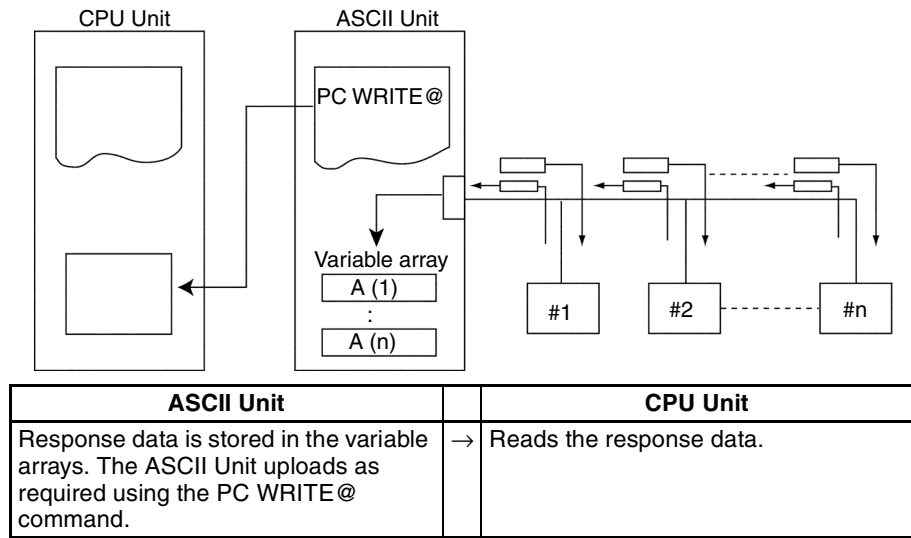 CPU Unit
ASCII Unit
PC WRITE@
Variable array
A (1)
:
A (n)
#1
#2
#n
ASCII Unit
CPU Unit
Response data is stored in the variable
arrays. The ASCII Unit uploads as
required using the PC WRITE@
command.
→
Reads the response data.